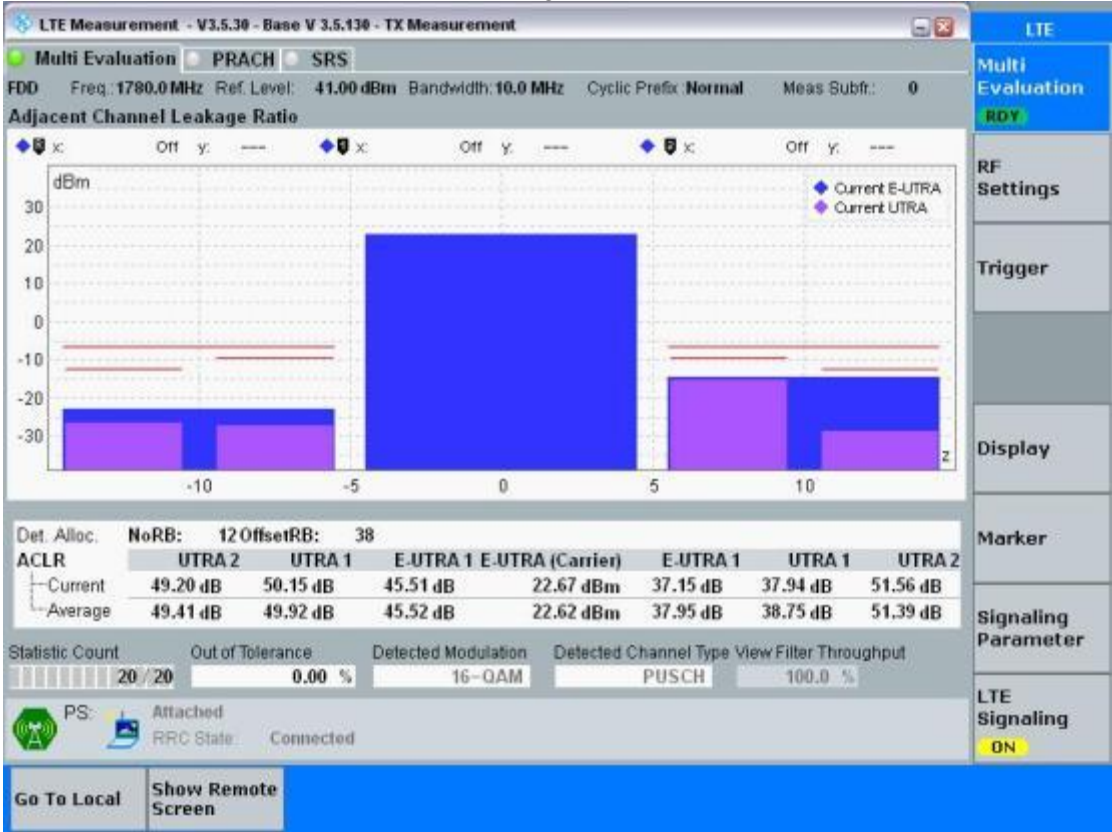 LTE Measurement - V3.5.30 - Base V 3.5.130 - TX Measurement
LTE
Multi Evaluation PRACH SRS
Multi Evaluation
RDY
FDD Freq.: 1780.0 MHz Ref. Level: 41.00 dBm Bandwidth: 10.0 MHz Cyclic Prefix: Normal Meas Subfr.: 0
Adjacent Channel Leakage Ratio
x: Off y: --- x: Off y: --- x: Off y: ---
dBm
Current E-UTRA
Current UTRA
30
20
10
0
-10
-20
-30
z
-10 -5 0 5 10
RF Settings
Trigger
Display
Marker
Signaling Parameter
LTE Signaling
ON
Det. Alloc. NoRB: 12 OffsetRB: 38
ACLR UTRA 2 UTRA 1 E-UTRA 1 E-UTRA (Carrier) E-UTRA 1 UTRA 1 UTRA 2
Current 49.20 dB 50.15 dB 45.51 dB 22.67 dBm 37.15 dB 37.94 dB 51.56 dB
Average 49.41 dB 49.92 dB 45.52 dB 22.62 dBm 37.95 dB 38.75 dB 51.39 dB
Statistic Count Out of Tolerance Detected Modulation Detected Channel Type View Filter Throughput
20 / 20 0.00 % 16-QAM PUSCH 100.0 %
PS: Attached
RRC State: Connected
Go To Local Show Remote Screen